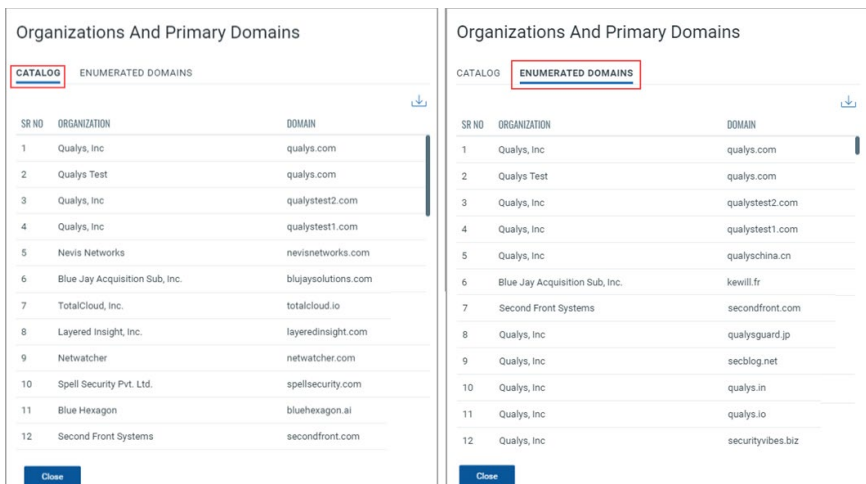 Organizations And Primary Domains
CATALOG ENUMERATED DOMAINS
SR NO ORGANIZATION DOMAIN
1 Qualys, Inc qualys.com
2 Qualys Test qualys.com
3 Qualys, Inc qualystest2.com
4 Qualys, Inc qualystest1.com
5 Nevis Networks nevisnetworks.com
6 Blue Jay Acquisition Sub, Inc. blujaysolutions.com
7 TotalCloud, Inc. totalcloud.io
8 Layered Insight, Inc. layeredinsight.com
9 Netwatcher netwatcher.com
10 Spell Security Pvt. Ltd. spellsecurity.com
11 Blue Hexagon bluehexagon.ai
12 Second Front Systems secondfront.com
Close
Organizations And Primary Domains
CATALOG ENUMERATED DOMAINS
SR NO ORGANIZATION DOMAIN
1 Qualys, Inc qualys.com
2 Qualys Test qualys.com
3 Qualys, Inc qualystest2.com
4 Qualys, Inc qualystest1.com
5 Qualys, Inc qualyschina.cn
6 Blue Jay Acquisition Sub, Inc. kewill.fr
7 Second Front Systems secondfront.com
8 Qualys, Inc qualysguard.jp
9 Qualys, Inc secblog.net
10 Qualys, Inc qualys.in
11 Qualys, Inc qualys.io
12 Qualys, Inc securityvibes.biz
Close